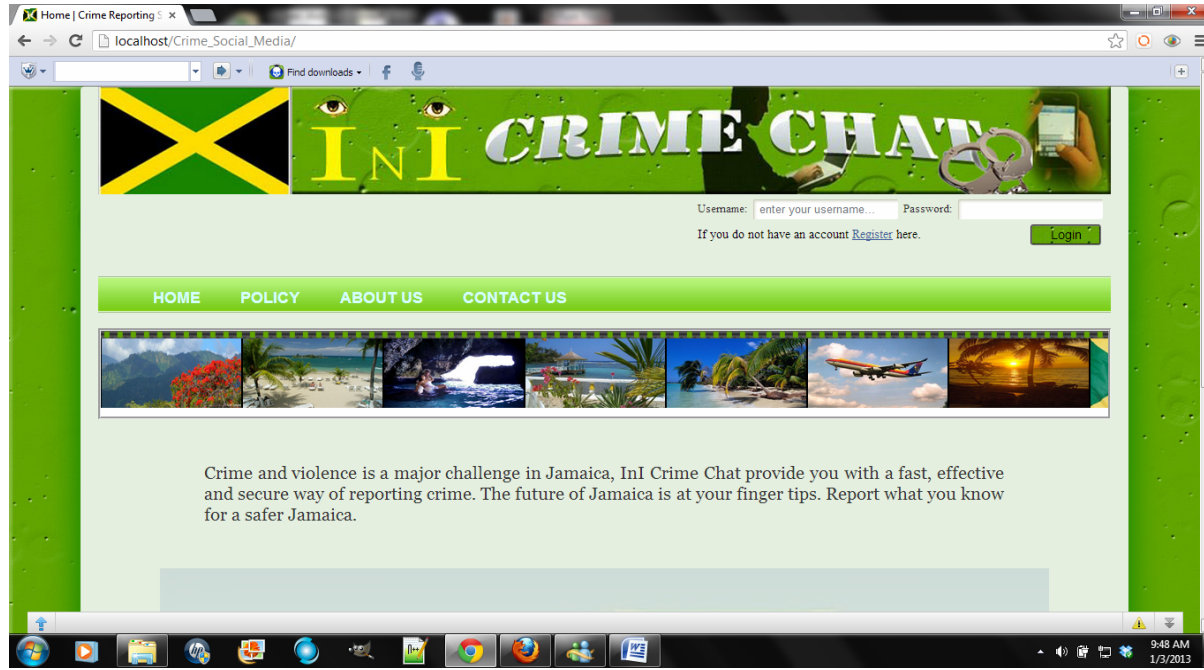 Home | Crime Reporting S
localhost/Crime_Social_Media/
Find downloads
InI CRIME CHAT
Username: enter your username... Password:
If you do not have an account Register here. Login
HOME POLICY ABOUT US CONTACT US
Crime and violence is a major challenge in Jamaica, InI Crime Chat provide you with a fast, effective
and secure way of reporting crime. The future of Jamaica is at your finger tips. Report what you know
for a safer Jamaica.
9:48 AM
1/3/2013